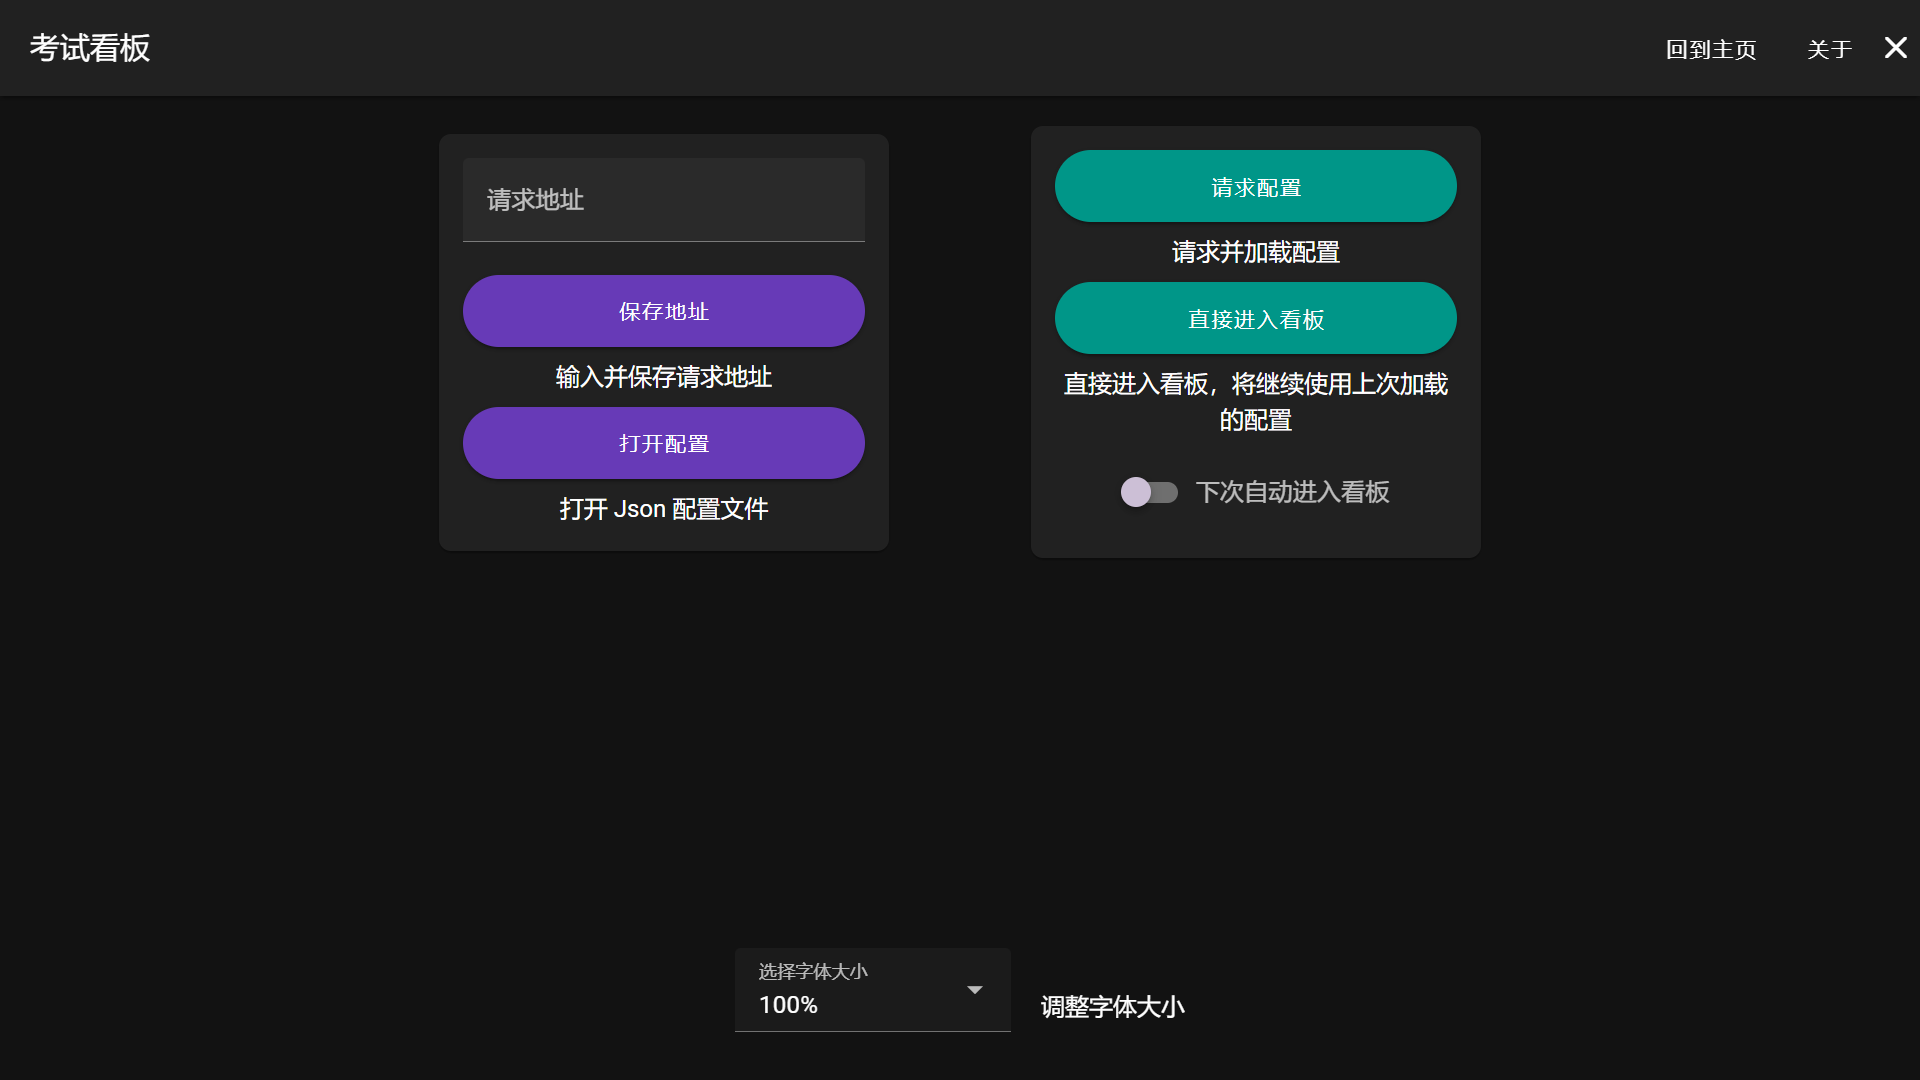 考试看板
回到主页
关于
请求地址
保存地址
输入并保存请求地址
打开配置
打开 Json 配置文件
请求配置
请求并加载配置
直接进入看板
直接进入看板，将继续使用上次加载
的配置
下次自动进入看板
选择字体大小
100%
调整字体大小